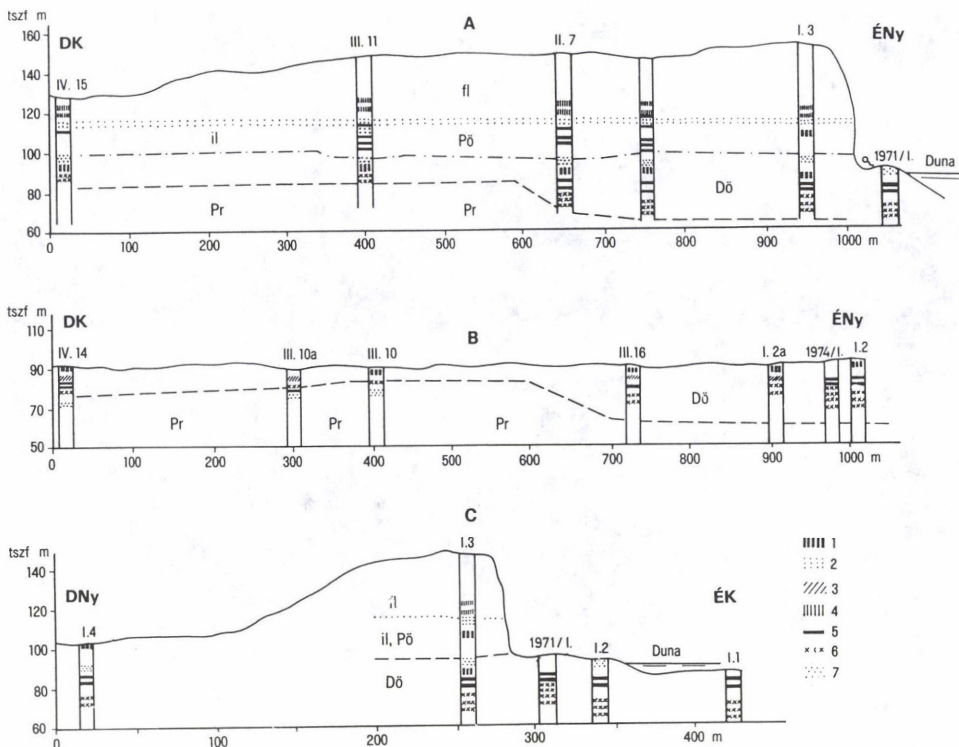 tszf m
A
DK
ÉNy
160
150
140
120
100
80
60
IV. 15
III. 11
II. 7
I. 3
1971/I.
Duna
fl
il
Pö
Dö
Pr
Pr
0 100 200 300 400 500 600 700 800 900 1000 m
tszf m
B
DK
ÉNy
110
90
70
50
IV. 14
III. 10a
III. 10
III.16
I. 2a
1974/I.
I.2
Dö
Pr
Pr
Pr
0 100 200 300 400 500 600 700 800 900 1000 m
C
tszf m
DNy
ÉK
140
120
100
80
60
I.4
I.3
1971/I.
I.2
Duna
I.1
fl
il, Pö
Dö
0 100 200 300 400 m
1
2
3
4
5
6
7